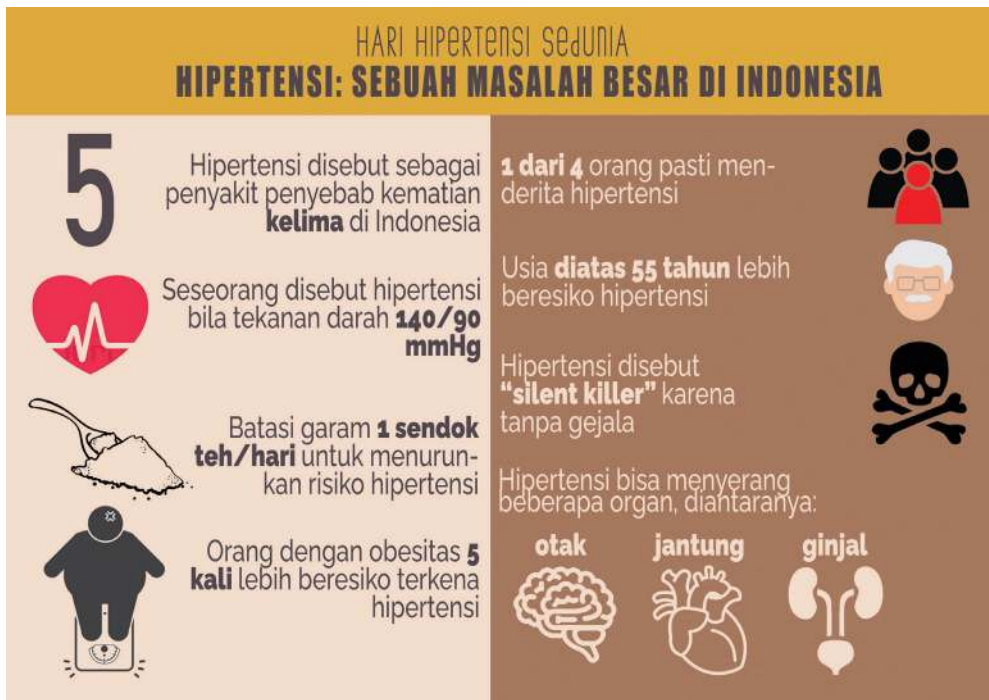 HARI HIPERTENSI SEDUNIA
HIPERTENSI: SEBUAH MASALAH BESAR DI INDONESIA
5
Hipertensi disebut sebagai
penyakit penyebab kematian
kelima di Indonesia
Seseorang disebut hipertensi
bila tekanan darah 140/90
mmHg
Batasi garam 1 sendok
teh/hari untuk menurun-
kan risiko hipertensi
Orang dengan obesitas 5
kali lebih beresiko terkena
hipertensi
1 dari 4 orang pasti men-
derita hipertensi
Usia diatas 55 tahun lebih
beresiko hipertensi
Hipertensi disebut
“silent killer” karena
tanpa gejala
Hipertensi bisa menyerang
beberapa organ, diantaranya:
otak jantung ginjal